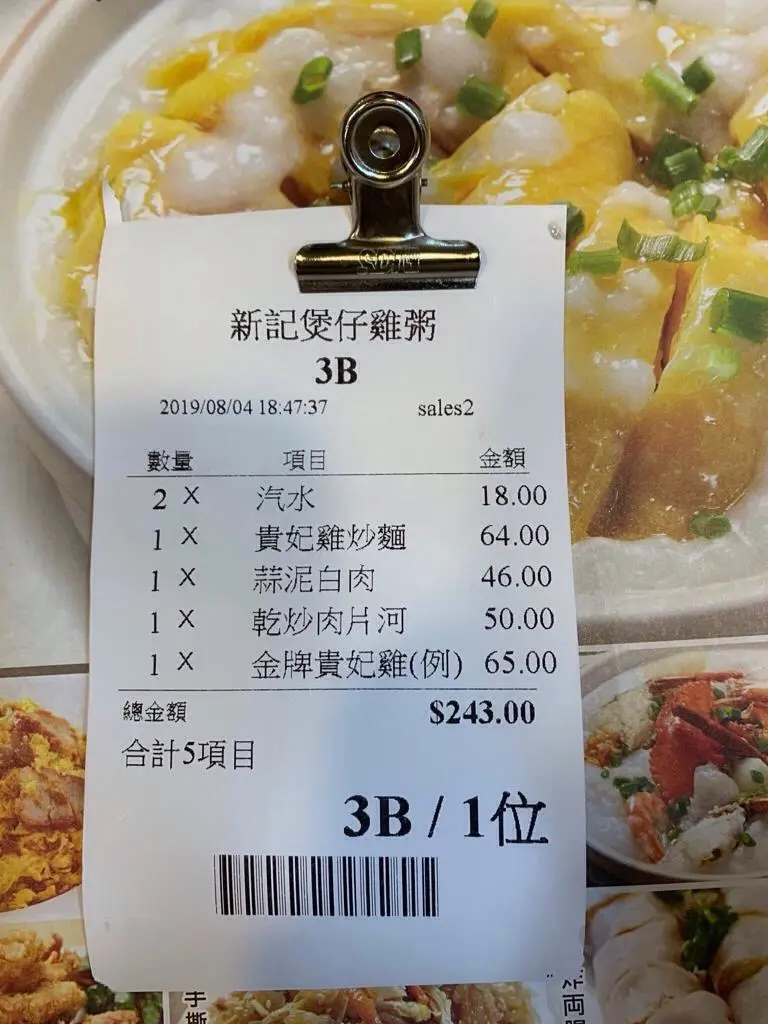 新記煲仔雞粥
3B
2019/08/04 18:47:37 sales2
數量 項目 金額
2 X 汽水 18.00
1 X 貴妃雞炒麵 64.00
1 X 蒜泥白肉 46.00
1 X 乾炒肉片河 50.00
1 X 金牌貴妃雞(例) 65.00
總金額 $243.00
合計5項目
3B / 1位
手撕